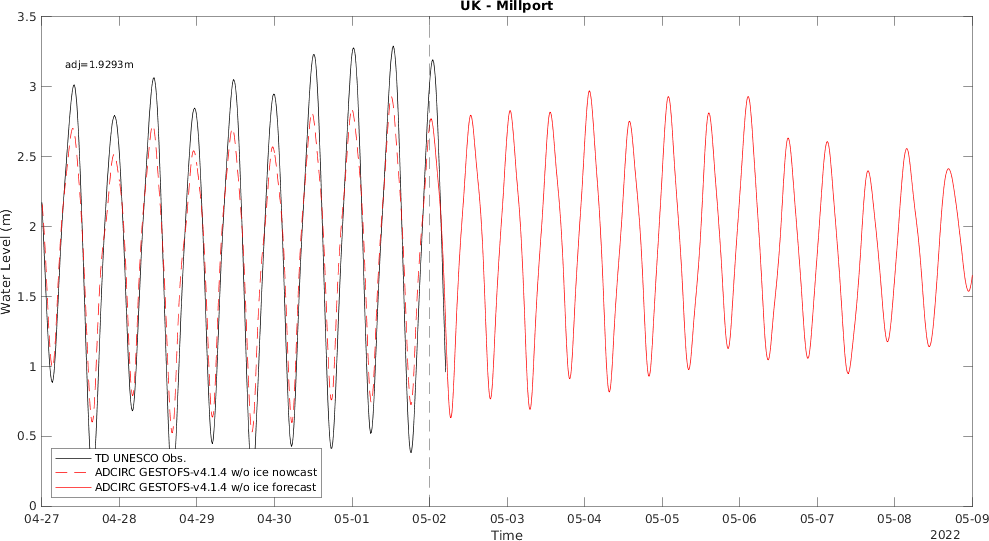 UK - Millport
adj=1.9293m
3.5
3
2.5
2
1.5
1
0.5
0
Water Level (m)
TD UNESCO Obs.
ADCIRC GESTOFS-v4.1.4 w/o ice nowcast
ADCIRC GESTOFS-v4.1.4 w/o ice forecast
04-27 04-28 04-29 04-30 05-01 05-02 05-03 05-04 05-05 05-06 05-07 05-08 05-09
Time
2022